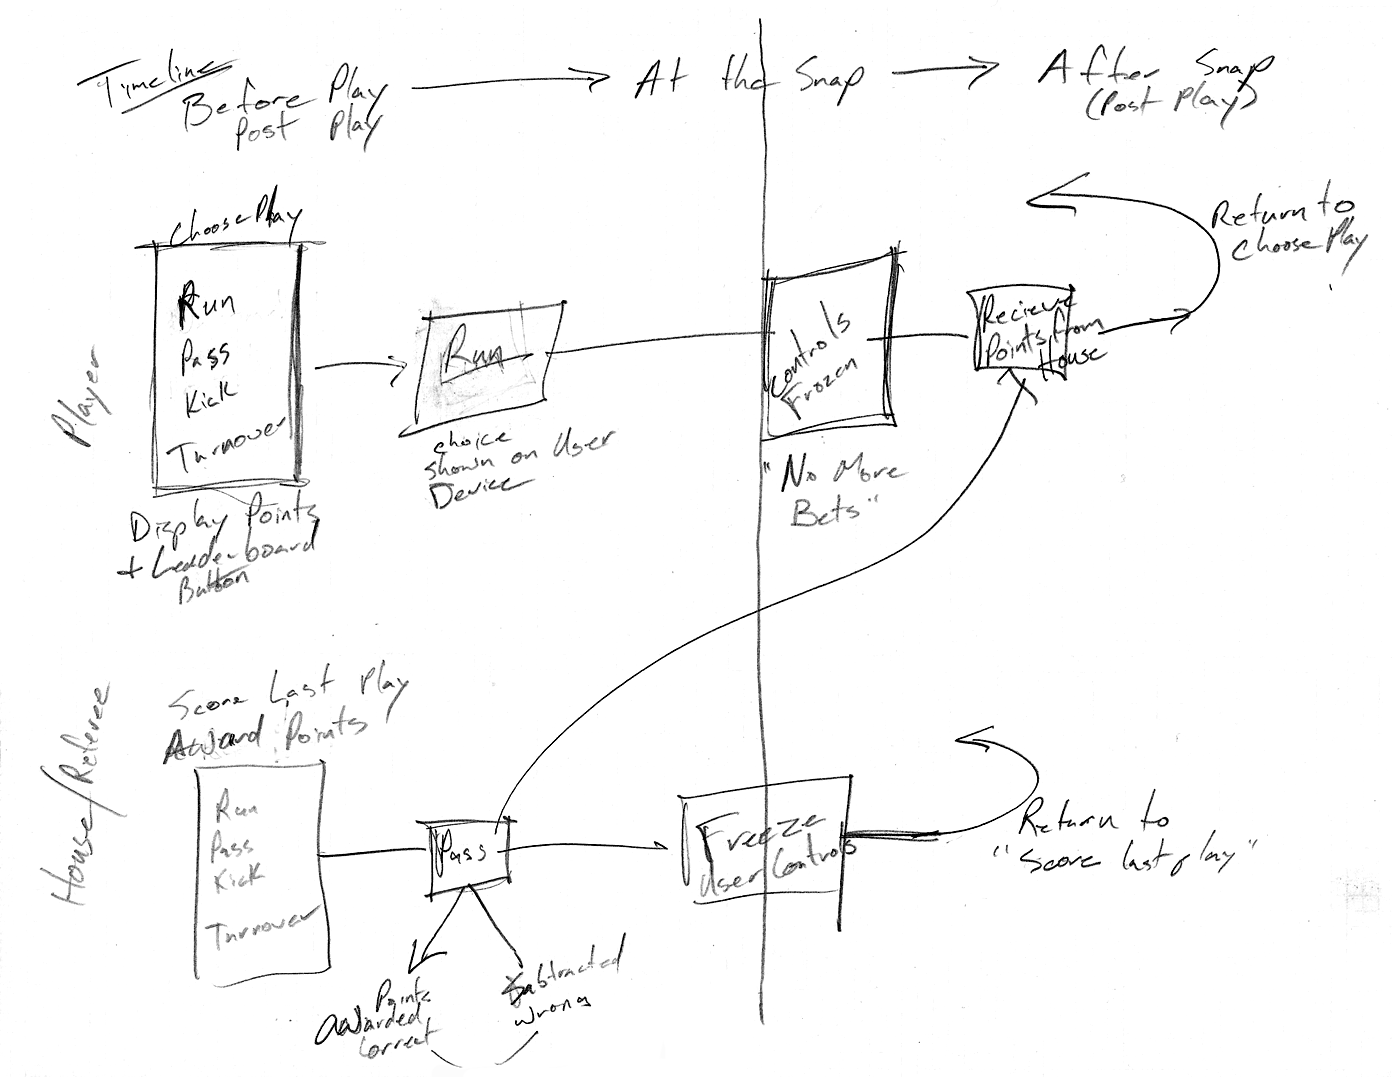 Timeline
Before Play
Post Play
At the Snap
After Snap
(Post Play)
Player
Choose Play
Run
Pass
Kick
Turnover
Display Points
+ Leaderboard
Button
Run
choice
shown on User
Device
Controls
Frozen
"No More
Bets"
Recieve
Points from
House
Return to
Choose Play
House/Referee
Score Last Play
Award Points
Run
Pass
Kick
Turnover
Pass
Points
awarded
correct
Subtracted
wrong
Freeze
User Controls
Return to
"Score last play"